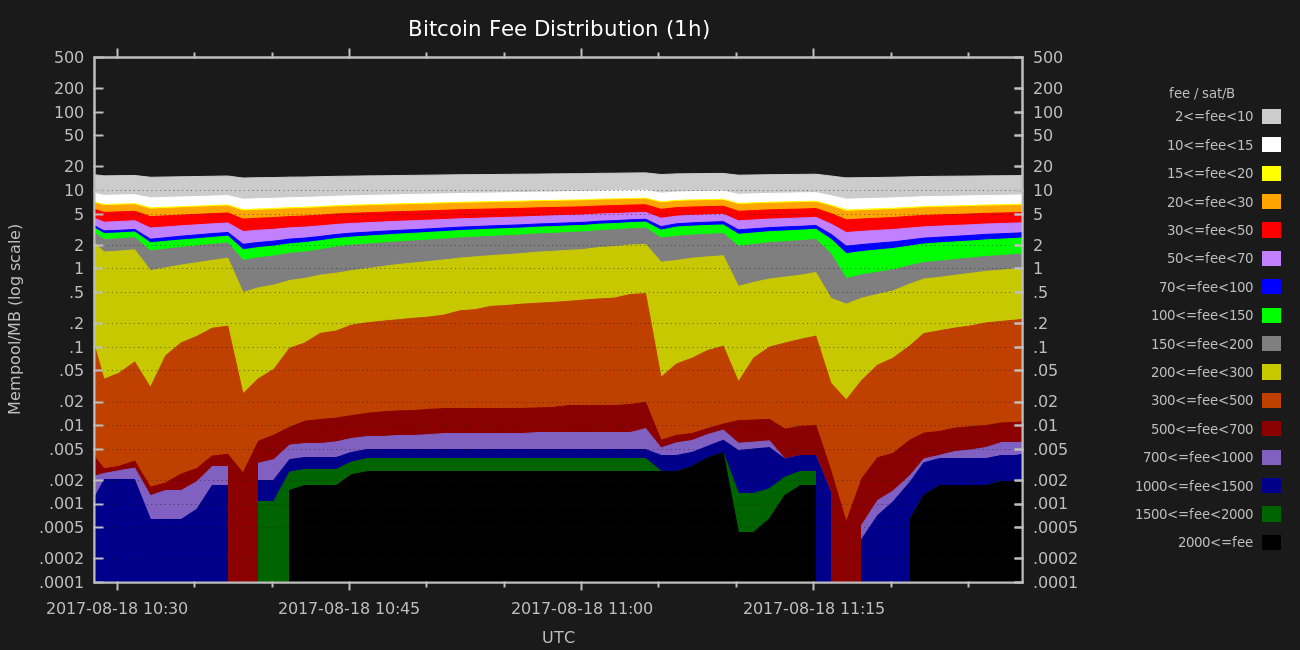 Bitcoin Fee Distribution (1h)
Mempool/MB (log scale)
500
200
100
50
20
10
5
2
1
.5
.2
.1
.05
.02
.01
.005
.002
.001
.0005
.0002
.0001
500
200
100
50
20
10
5
2
1
.5
.2
.1
.05
.02
.01
.005
.002
.001
.0005
.0002
.0001
2017-08-18 10:30 2017-08-18 10:45 2017-08-18 11:00 2017-08-18 11:15
UTC
fee / sat/B
2<=fee<10
10<=fee<15
15<=fee<20
20<=fee<30
30<=fee<50
50<=fee<70
70<=fee<100
100<=fee<150
150<=fee<200
200<=fee<300
300<=fee<500
500<=fee<700
700<=fee<1000
1000<=fee<1500
1500<=fee<2000
2000<=fee